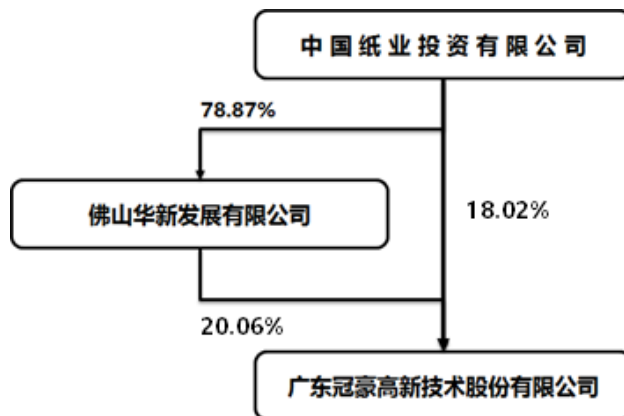 中国纸业投资有限公司
78.87%
佛山华新发展有限公司
18.02%
20.06%
广东冠豪高新技术股份有限公司